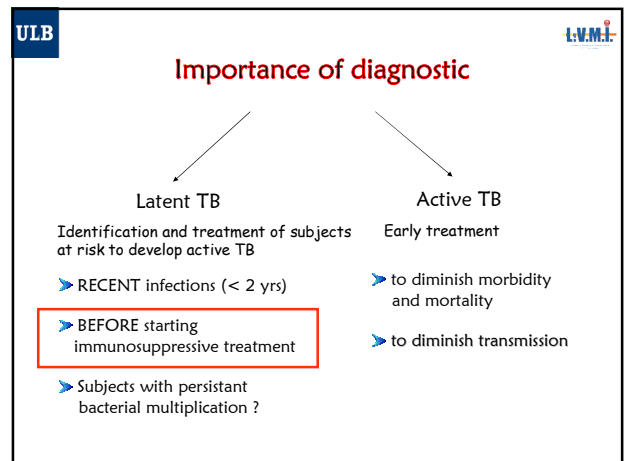 ULB
L.V.M.I.
Importance of diagnostic
Latent TB
Identification and treatment of subjects
at risk to develop active TB
RECENT infections (< 2 yrs)
BEFORE starting
immunosuppressive treatment
Subjects with persistant
bacterial multiplication ?
Active TB
Early treatment
to diminish morbidity
and mortality
to diminish transmission